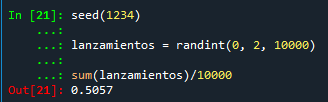 In [21]: seed(1234)
...:
...: lanzamientos = randint(0, 2, 10000)
...:
...: sum(lanzamientos)/10000
Out[21]: 0.5057